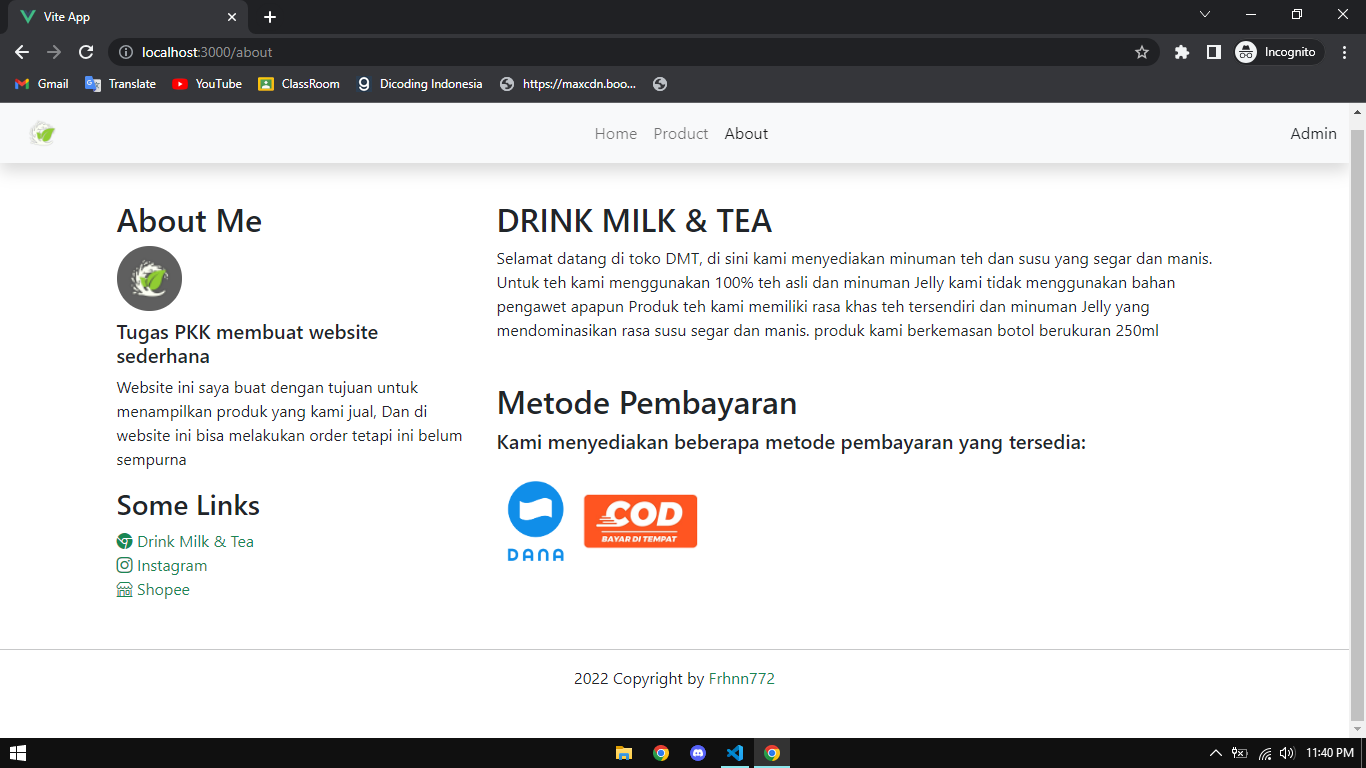 Vite App
localhost:3000/about
Incognito
Gmail
Translate
YouTube
ClassRoom
Dicoding Indonesia
https://maxcdn.boo...
Home
Product
About
Admin
About Me
Tugas PKK membuat website
sederhana
Website ini saya buat dengan tujuan untuk
menampilkan produk yang kami jual, Dan di
website ini bisa melakukan order tetapi ini belum
sempurna
Some Links
Drink Milk & Tea
Instagram
Shopee
DRINK MILK & TEA
Selamat datang di toko DMT, di sini kami menyediakan minuman teh dan susu yang segar dan manis.
Untuk teh kami menggunakan 100% teh asli dan minuman Jelly kami tidak menggunakan bahan
pengawet apapun Produk teh kami memiliki rasa khas teh tersendiri dan minuman Jelly yang
mendominasikan rasa susu segar dan manis. produk kami berkemasan botol berukuran 250ml
Metode Pembayaran
Kami menyediakan beberapa metode pembayaran yang tersedia:
DANA
COD
BAYAR DI TEMPAT
2022 Copyright by Frhnn772
11:40 PM